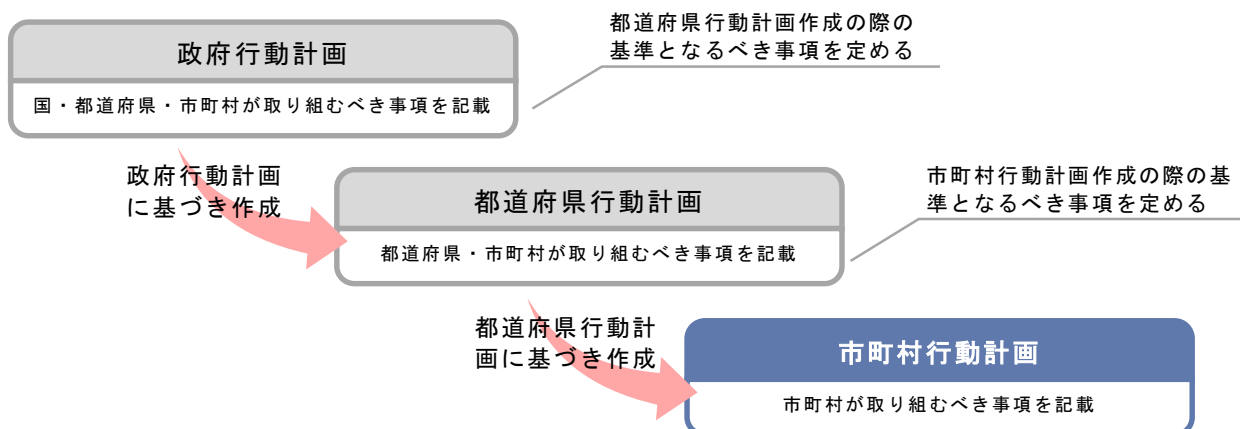 都道府県行動計画作成の際の
基準となるべき事項を定める
政府行動計画
国・都道府県・市町村が取り組むべき事項を記載
政府行動計画
に基づき作成
市町村行動計画作成の際の基
準となるべき事項を定める
都道府県行動計画
都道府県・市町村が取り組むべき事項を記載
都道府県行動計
画に基づき作成
市町村行動計画
市町村が取り組むべき事項を記載